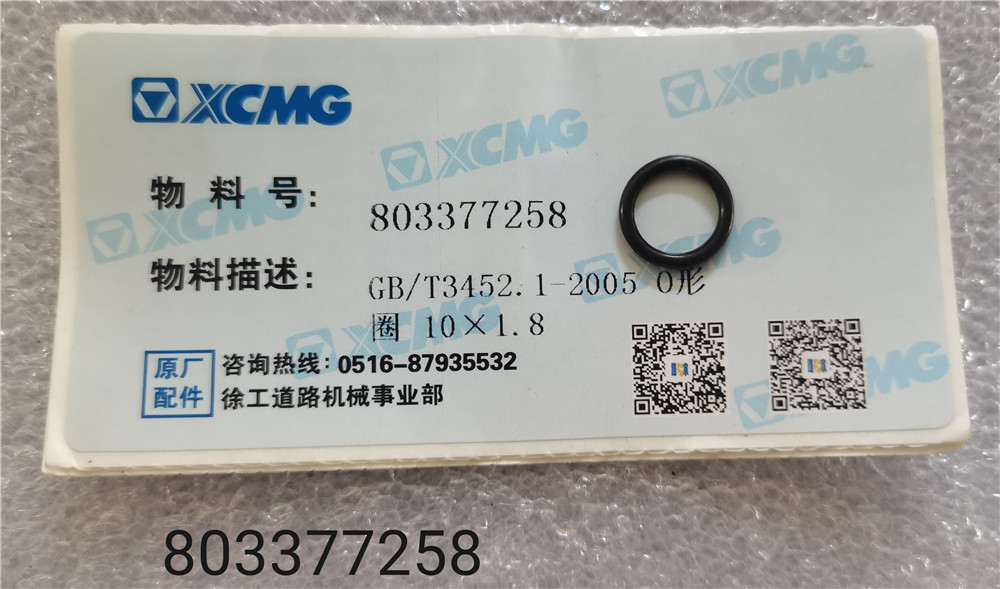 XCMG
XCMG
XCMG
物料号: 803377258
XCMG
物料描述: GB/T3452.1-2005 O形
圈 10×1.8
XCMG
XCMG
原厂
配件
咨询热线: 0516-87935532
徐工道路机械事业部
803377258